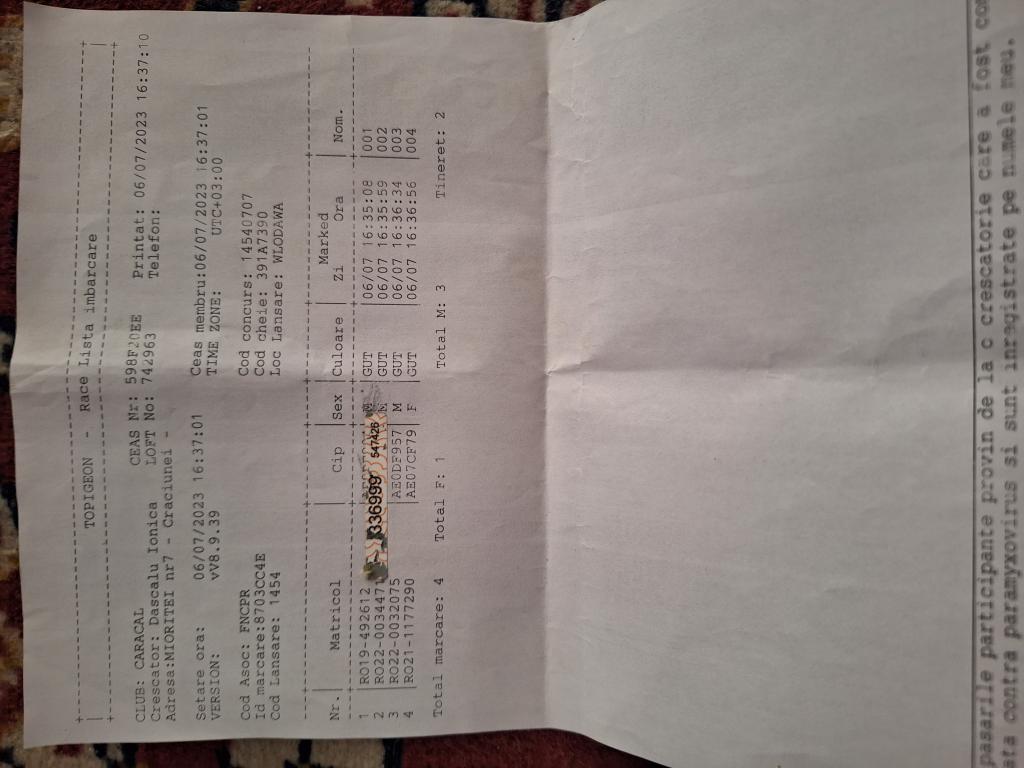 +-----------------------------------------------------------------+
| TOPIGEON - Race Lista imbarcare |
+-----------------------------------------------------------------+
CLUB: CARACAL CEAS Nr: 598F20EE Printat: 06/07/2023 16:37:10
Crescator: Dascalu Ionica LOFT No: 742963 Telefon:
Adresa:MIORITEI nr7 - Craciunei -
Setare ora: 06/07/2023 16:37:01 Ceas membru:06/07/2023 16:37:01
VERSION: vV8.9.39 TIME ZONE: UTC+03:00
Cod Asoc: FNCPR Cod concurs: 14540707
Id marcare:8703CC4E Cod cheie: 391A7390
Cod Lansare: 1454 Loc Lansare: WLODAWA
Marked
Nr.| Matricol | Cip |Sex |Culoare | Zi Ora | Nom.
1 |RO19-492612 GUT |06/07 16:35:08 |001
2 |RO22-0034471 GUT |06/07 16:35:59 |002
336999 547426
3 |RO22-0032075 |AE0DF957| M GUT |06/07 16:36:34 |003
4 |RO21-1177290 |AE07CF79| F GUT |06/07 16:36:56 |004
Total marcare: 4 Total F: 1 Total M: 3 Tineret: 2
pasarile participante provin de la c crescatorie care a fost
contra paramyxovirus si sunt inregistrate pe numele meu.